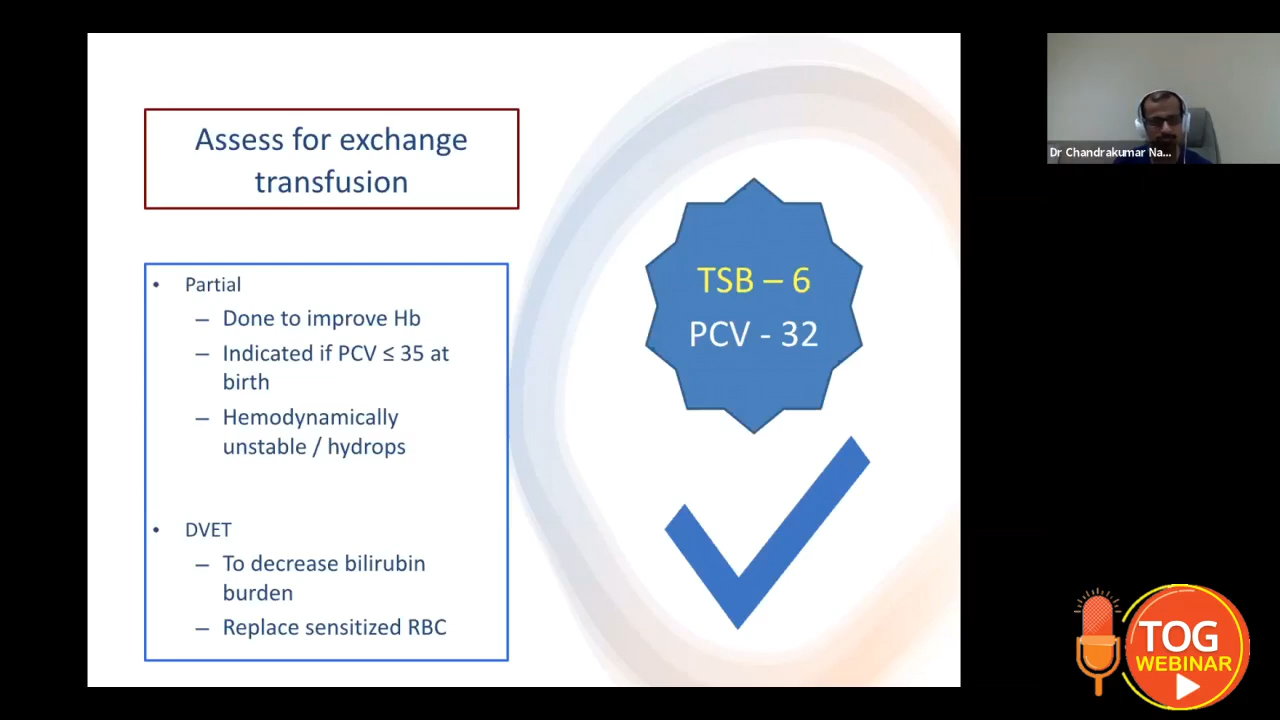 Assess for exchange
transfusion
• Partial
– Done to improve Hb
– Indicated if PCV ≤ 35 at
birth
– Hemodynamically
unstable / hydrops
• DVET
– To decrease bilirubin
burden
– Replace sensitized RBC
TSB – 6
PCV - 32
Dr Chandrakumar Na...
TOG
WEBINAR